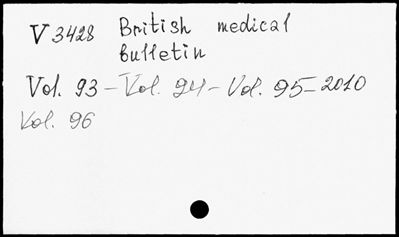 V 3428 British medical
bulletin
Vol. 93 - Vol. 94 - Vol. 95 - 2010
Vol. 96